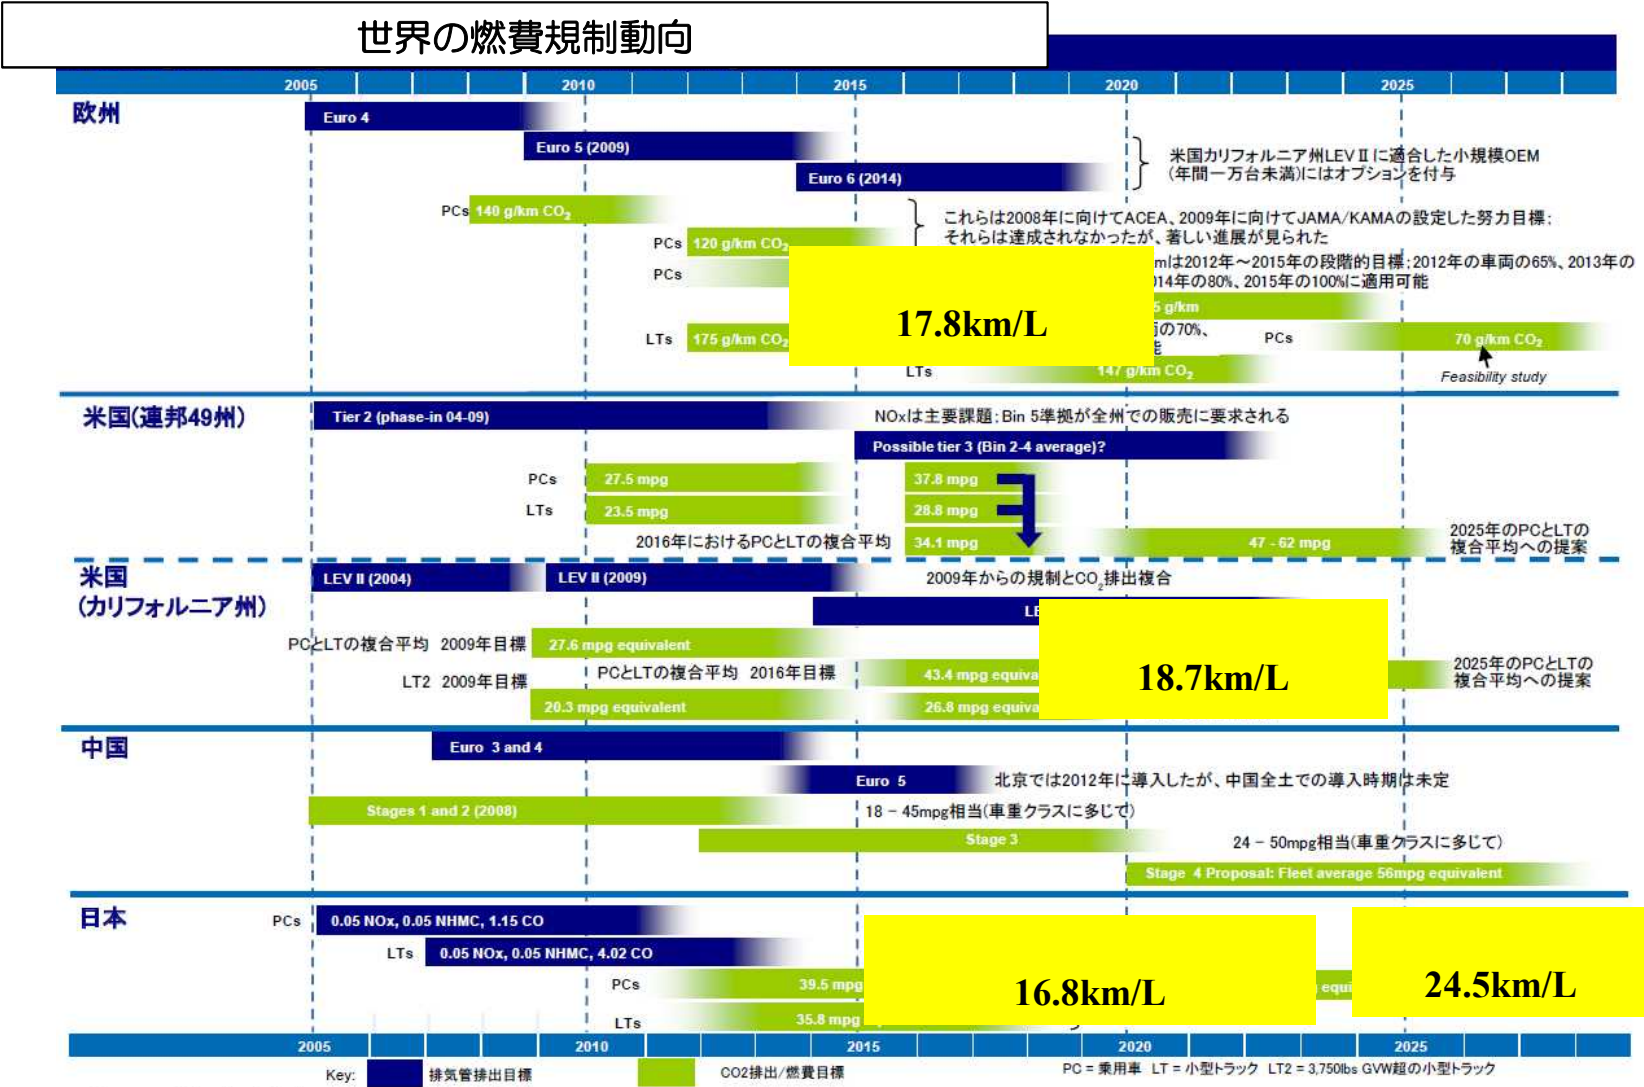 世界の燃費規制動向
2005 2010 2015 2020 2025
欧州
Euro 4
Euro 5 (2009)
Euro 6 (2014)
米国カリフォルニア州LEVⅡに適合した小規模OEM
(年間一万台未満)にはオプションを付与
PCs 140 g/km CO₂
これらは2008年に向けてACEA、2009年に向けてJAMA/KAMAの設定した努力目標;
それらは達成されなかったが、著しい進展が見られた
PCs 120 g/km CO₂
PCs
mは2012年～2015年の段階的目標;2012年の車両の65%、2013年の
14年の80%、2015年の100%に適用可能
5 g/km
17.8km/L
LTs 175 g/km CO₂
の70%、
PCs 70 g/km CO₂
LTs 147 g/km CO₂
Feasibility study
米国(連邦49州)
Tier 2 (phase-in 04-09)
NOxは主要課題;Bin 5準拠が全州での販売に要求される
Possible tier 3 (Bin 2-4 average)?
PCs 27.5 mpg 37.8 mpg
LTs 23.5 mpg 28.8 mpg
2016年におけるPCとLTの複合平均 34.1 mpg 47 - 62 mpg
2025年のPCとLTの
複合平均への提案
米国
(カリフォルニア州)
LEV II (2004) LEV II (2009)
2009年からの規制とCO₂排出複合
LE
PCとLTの複合平均 2009年目標 27.6 mpg equivalent
PCとLTの複合平均 2016年目標 43.4 mpg equiva
18.7km/L
2025年のPCとLTの
複合平均への提案
LT2 2009年目標
20.3 mpg equivalent 26.8 mpg equiva
中国
Euro 3 and 4
Euro 5
北京では2012年に導入したが、中国全土での導入時期は未定
Stages 1 and 2 (2008)
18 - 45mpg相当(車重クラスに多じて)
Stage 3
24 - 50mpg相当(車重クラスに多じて)
Stage 4 Proposal: Fleet average 56mpg equivalent
日本
PCs 0.05 NOx, 0.05 NHMC, 1.15 CO
LTs 0.05 NOx, 0.05 NHMC, 4.02 CO
PCs 39.5 mpg
16.8km/L
equi
24.5km/L
LTs 35.8 mpg
2005 2010 2015 2020 2025
Key: 排気管排出目標 CO2排出/燃費目標
PC = 乗用車 LT = 小型トラック LT2 = 3,750lbs GVW超の小型トラック